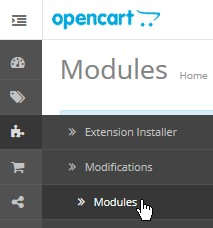 opencart
Modules Home
» Extension Installer
» Modifications
» Modules